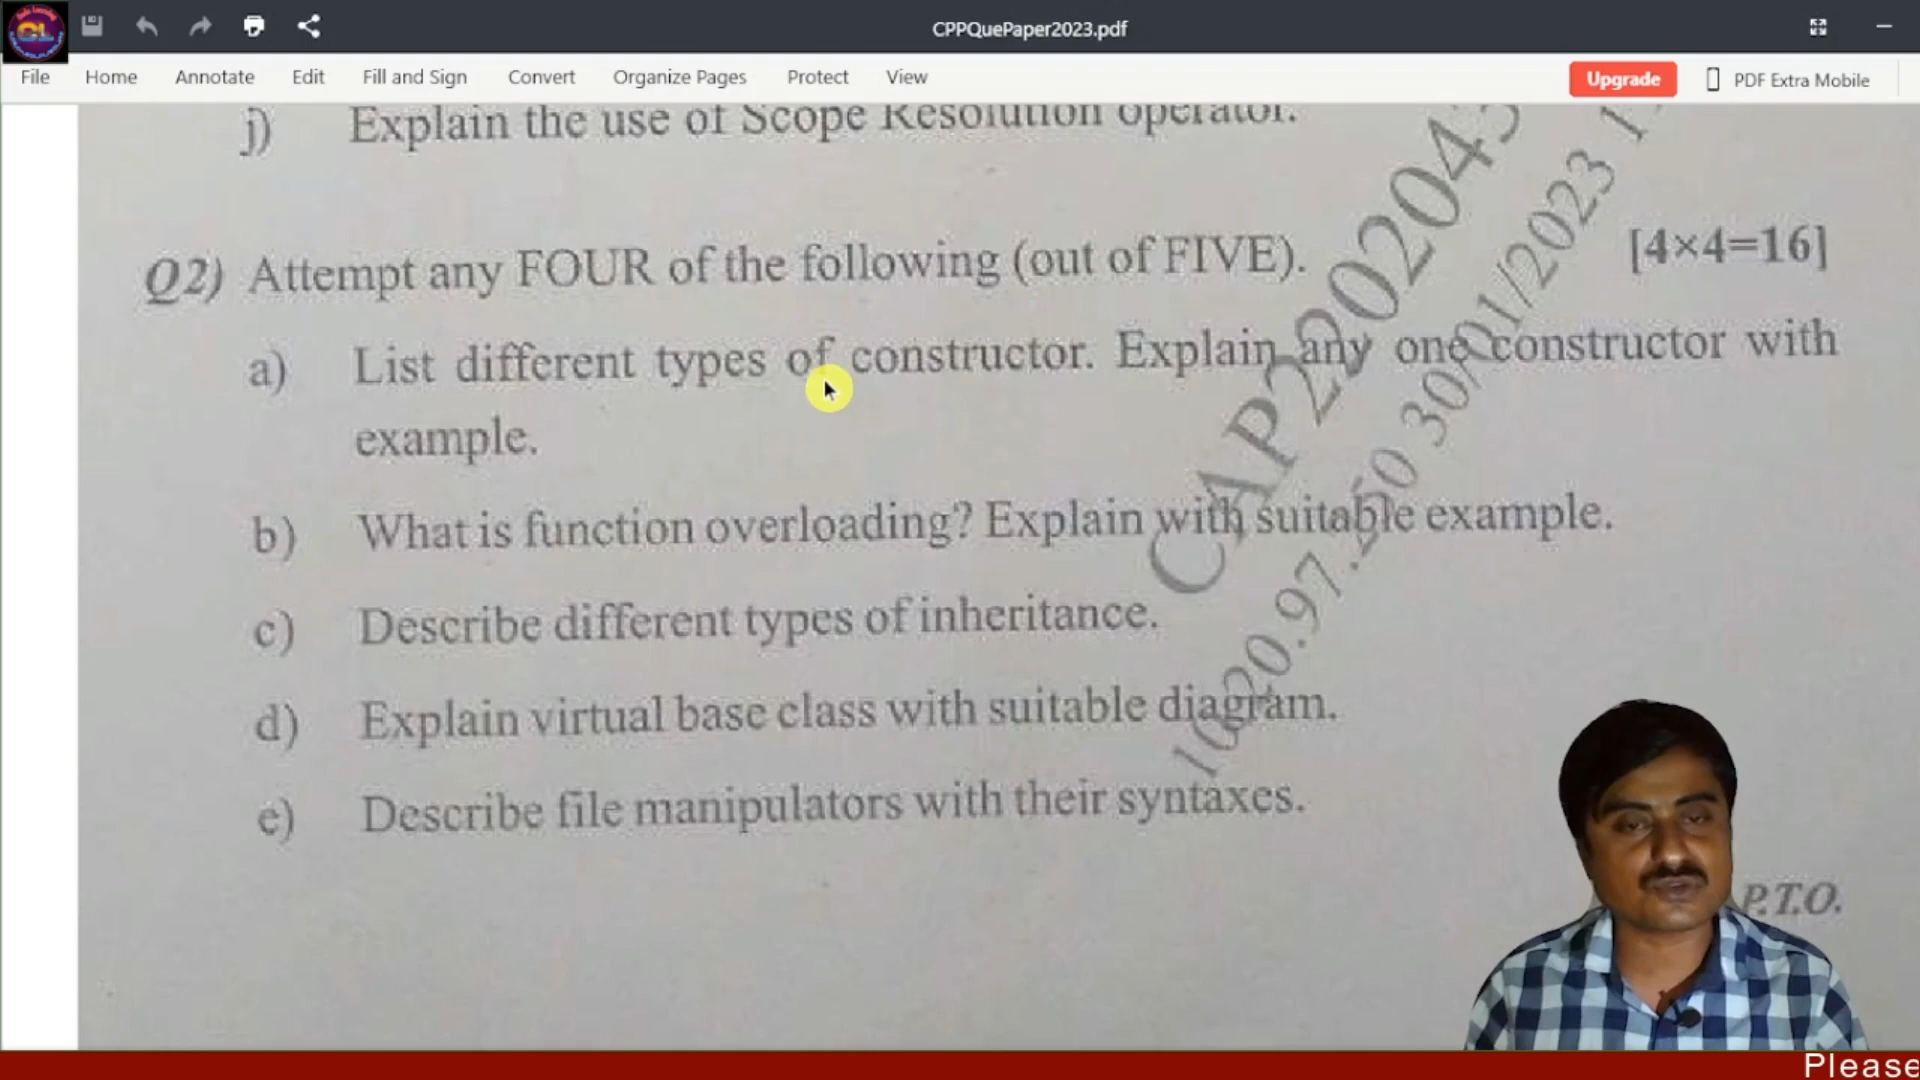 CPPQuePaper2023.pdf
File Home Annotate Edit Fill and Sign Convert Organize Pages Protect View Upgrade PDF Extra Mobile
j) Explain the use of Scope Resolution operator.
Q2) Attempt any FOUR of the following (out of FIVE). [4×4=16]
a) List different types of constructor. Explain any one constructor with
example.
b) What is function overloading? Explain with suitable example.
c) Describe different types of inheritance.
d) Explain virtual base class with suitable diagram.
e) Describe file manipulators with their syntaxes.
P.T.O.
Please